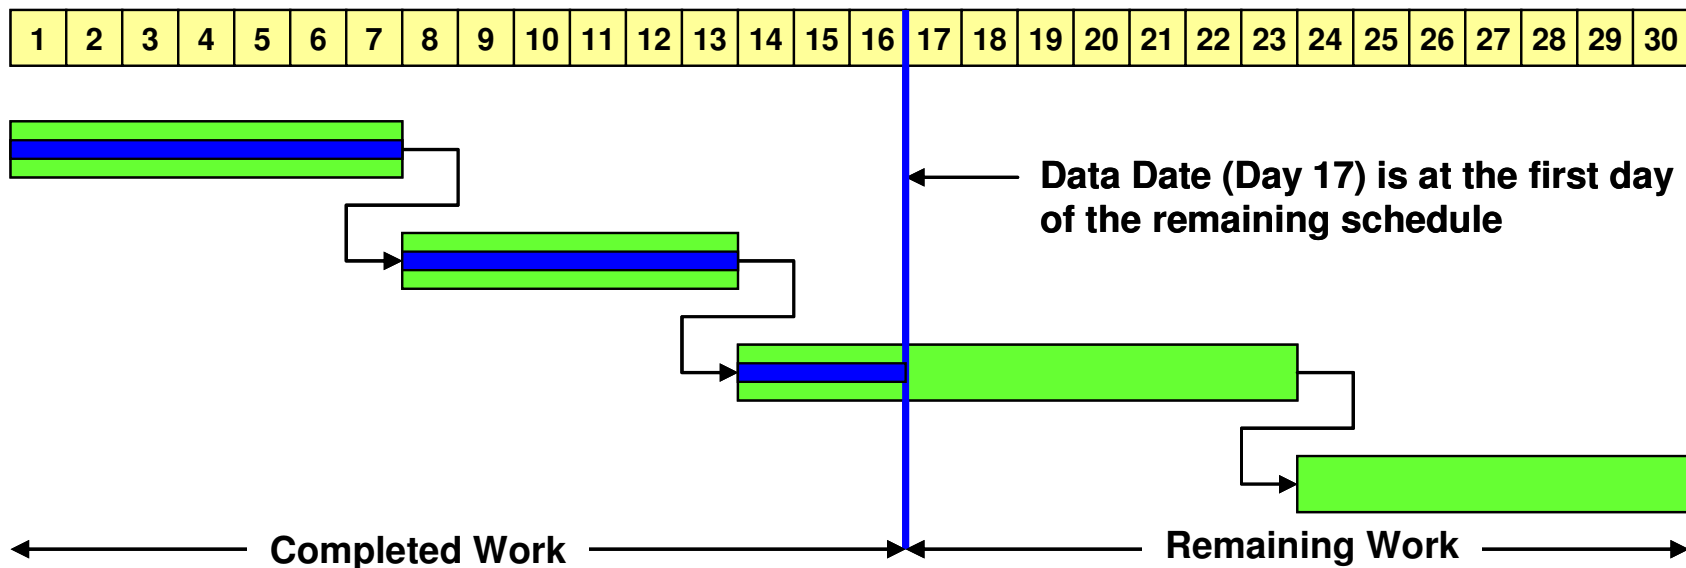 1 2 3 4 5 6 7 8 9 10 11 12 13 14 15 16 17 18 19 20 21 22 23 24 25 26 27 28 29 30
Data Date (Day 17) is at the first day
of the remaining schedule
Completed Work
Remaining Work